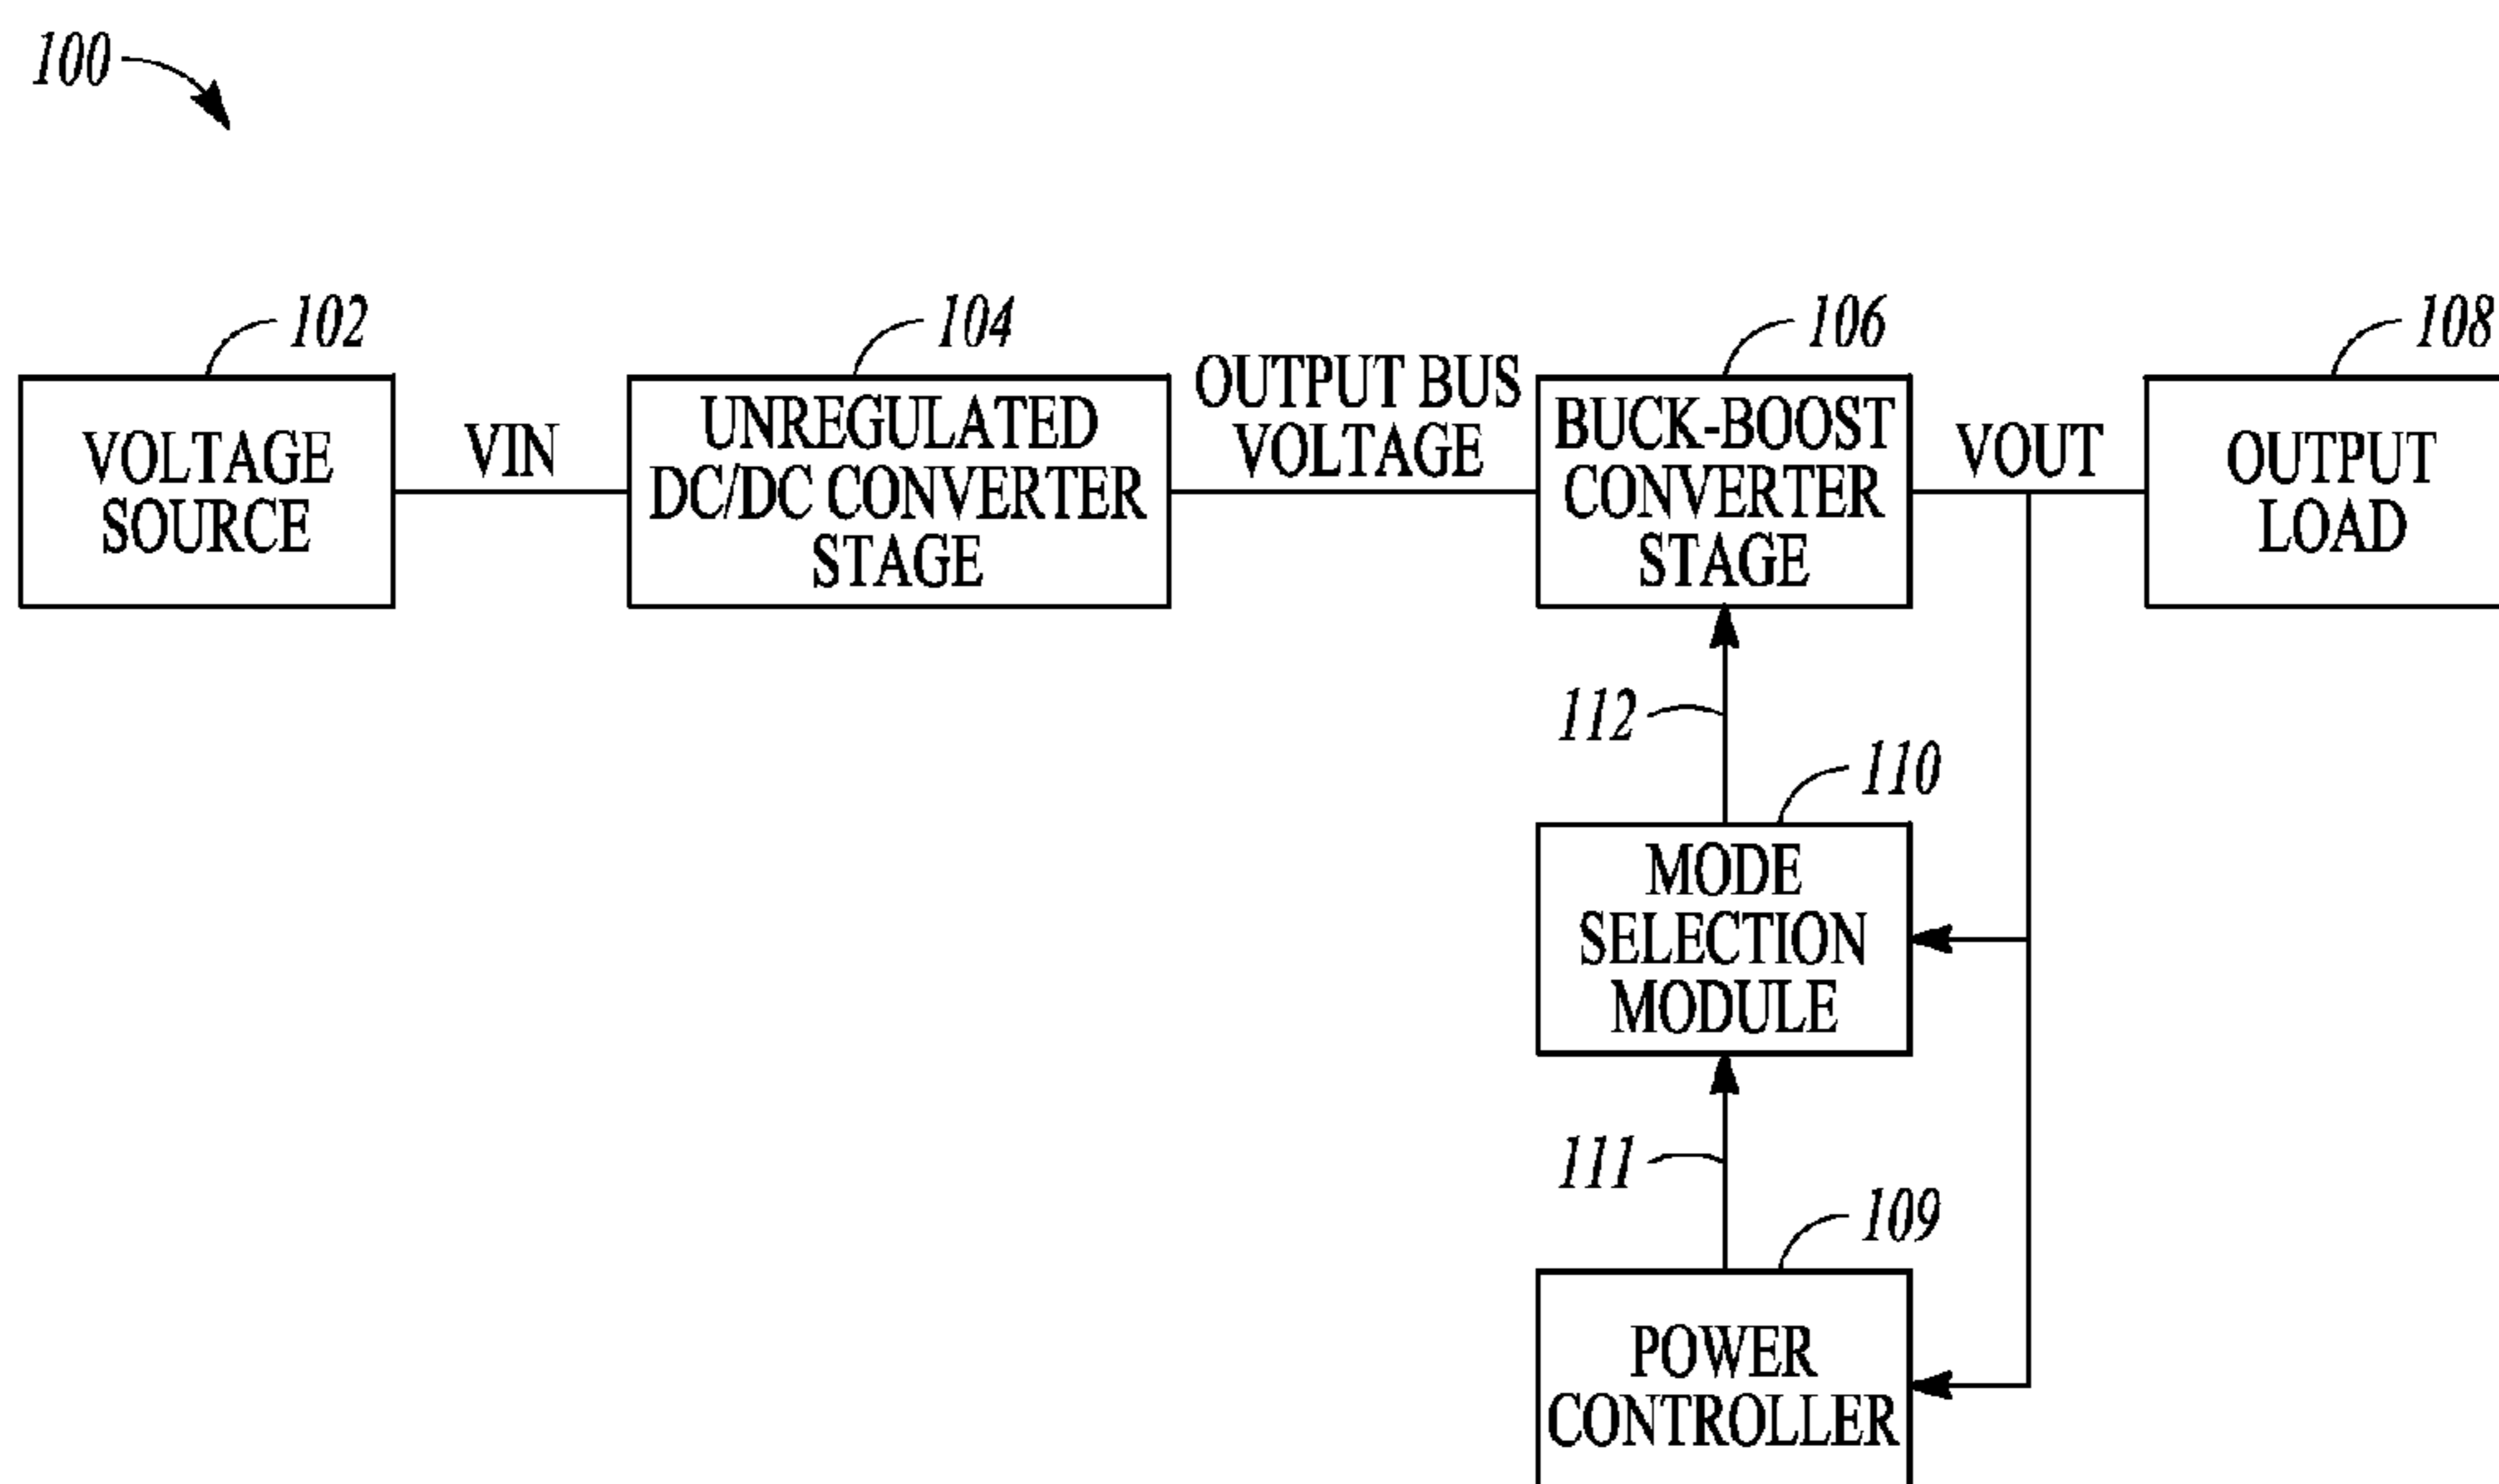 100
102
104
106
108
VOLTAGE
SOURCE
VIN
UNREGULATED
DC/DC CONVERTER
STAGE
OUTPUT BUS
VOLTAGE
BUCK-BOOST
CONVERTER
STAGE
VOUT
OUTPUT
LOAD
112
110
MODE
SELECTION
MODULE
111
109
POWER
CONTROLLER